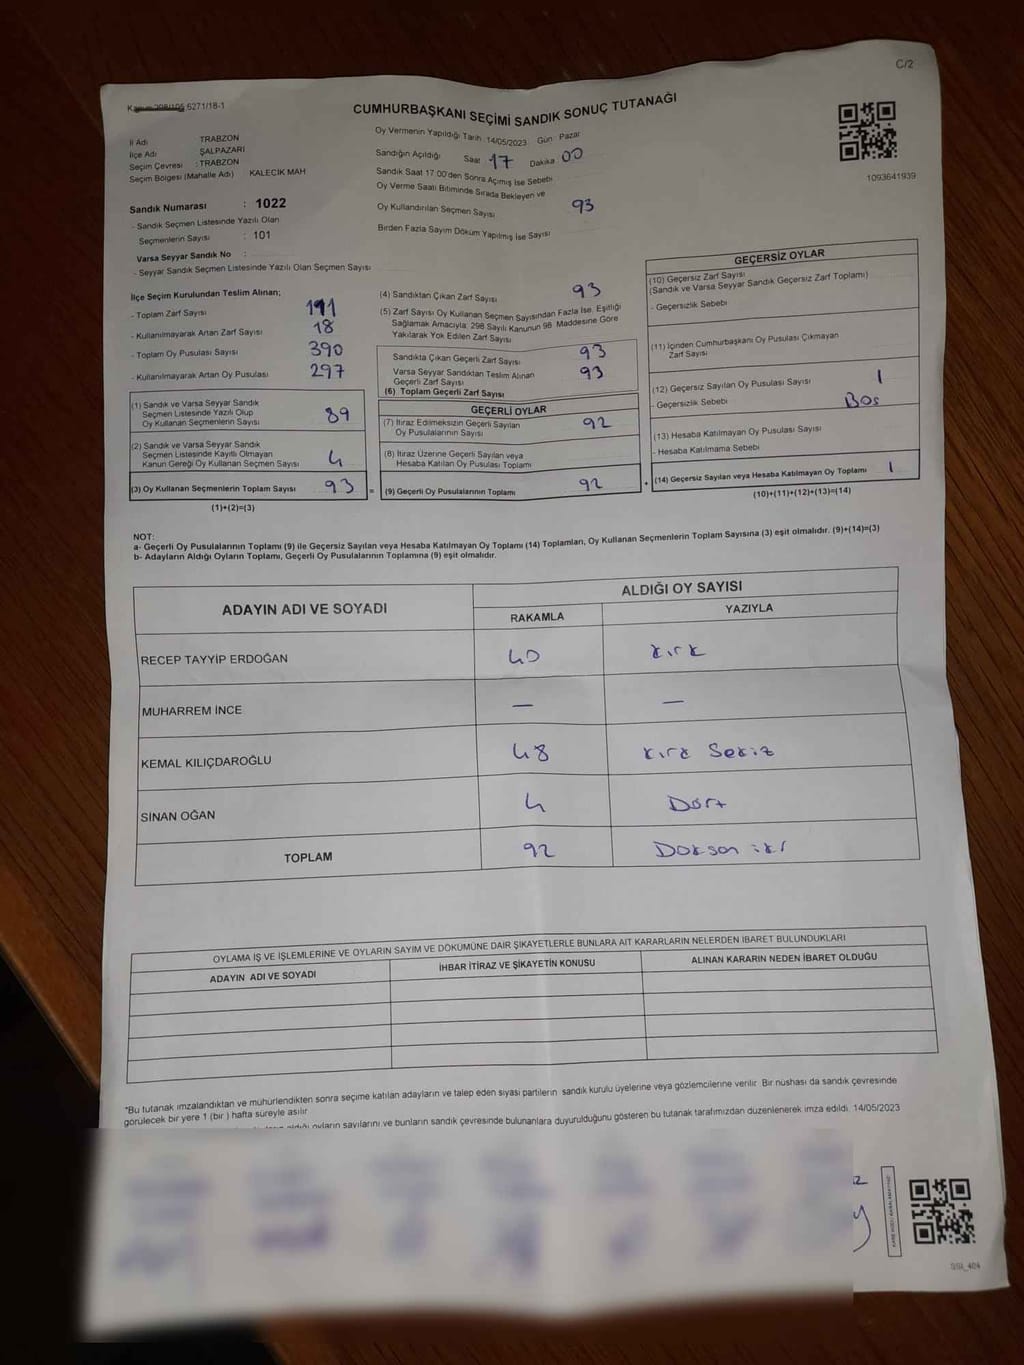 C/2
6271/18-1
CUMHURBAŞKANI SEÇİMİ SANDIK SONUÇ TUTANAĞI
İl Adı TRABZON
İlçe Adı ŞALPAZARI
Seçim Çevresi : TRABZON
Seçim Bölgesi (Mahalle Adı) KALECİK MAH
Oy Vermenin Yapıldığı Tarih 14/05/2023 Gün Pazar
Sandığın Açıldığı Saat 17 Dakika 00
Sandık Saat 17:00'den Sonra Açımış İse Sebebi
Oy Verme Saati Bitiminde Sırada Bekleyen ve
Oy Kullandırılan Seçmen Sayısı 93
Birden Fazla Sayım Döküm Yapılmış İse Sayısı
1093641939
Sandık Numarası : 1022
- Sandık Seçmen Listesinde Yazılı Olan
Seçmenlerin Sayısı : 101
Varsa Seyyar Sandık No :
- Seyyar Sandık Seçmen Listesinde Yazılı Olan Seçmen Sayısı
İlçe Seçim Kurulundan Teslim Alınan;
- Toplam Zarf Sayısı 191
- Kullanılmayarak Artan Zarf Sayısı 18
- Toplam Oy Pusulası Sayısı 390
- Kullanılmayarak Artan Oy Pusulası 297
(1) Sandık ve Varsa Seyyar Sandık
Seçmen Listesinde Yazılı Olup
Oy Kullanan Seçmenlerin Sayısı 89
(2) Sandık ve Varsa Seyyar Sandık
Seçmen Listesinde Kayıtlı Olmayan
Kanun Gereği Oy Kullanan Seçmen Sayısı 4
(3) Oy Kullanan Seçmenlerin Toplam Sayısı 93
(1)+(2)=(3)
(4) Sandıktan Çıkan Zarf Sayısı 93
(5) Zarf Sayısı Oy Kullanan Seçmen Sayısından Fazla İse, Eşitliği
Sağlamak Amacıyla 298 Sayılı Kanunun 98. Maddesine Göre
Yakılarak Yok Edilen Zarf Sayısı
Sandıkta Çıkan Geçerli Zarf Sayısı 93
Varsa Seyyar Sandıktan Teslim Alınan
Geçerli Zarf Sayısı 93
(6) Toplam Geçerli Zarf Sayısı
GEÇERLİ OYLAR
(7) İtiraz Edilmeksizin Geçerli Sayılan
Oy Pusulalarının Sayısı 92
(8) İtiraz Üzerine Geçerli Sayılan veya
Hesaba Katılan Oy Pusulası Toplamı
= (9) Geçerli Oy Pusulalarının Toplamı 92
GEÇERSİZ OYLAR
(10) Geçersiz Zarf Sayısı
(Sandık ve Varsa Seyyar Sandık Geçersiz Zarf Toplamı)
- Geçersizlik Sebebi
(11) İçinden Cumhurbaşkanı Oy Pusulası Çıkmayan
Zarf Sayısı
(12) Geçersiz Sayılan Oy Pusulası Sayısı 1
- Geçersizlik Sebebi Boş
(13) Hesaba Katılmayan Oy Pusulası Sayısı
- Hesaba Katılmama Sebebi
+ (14) Geçersiz Sayılan veya Hesaba Katılmayan Oy Toplamı 1
(10)+(11)+(12)+(13)=(14)
NOT:
a- Geçerli Oy Pusulalarının Toplamı (9) ile Geçersiz Sayılan veya Hesaba Katılmayan Oy Toplamı (14) Toplamları, Oy Kullanan Seçmenlerin Toplam Sayısına (3) eşit olmalıdır. (9)+(14)=(3)
b- Adayların Aldığı Oyların Toplamı, Geçerli Oy Pusulalarının Toplamına (9) eşit olmalıdır.
ADAYIN ADI VE SOYADI ALDIĞI OY SAYISI
RAKAMLA YAZIYLA
RECEP TAYYİP ERDOĞAN 40 Kırk
MUHARREM İNCE — —
KEMAL KILIÇDAROĞLU 48 Kırk Sekiz
SİNAN OĞAN 4 Dört
TOPLAM 92 Doksan iki
OYLAMA İŞ VE İŞLEMLERİNE VE OYLARIN SAYIM VE DÖKÜMÜNE DAİR ŞİKAYETLERLE BUNLARA AİT KARARLARIN NELERDEN İBARET BULUNDUKLARI
ADAYIN ADI VE SOYADI İHBAR İTİRAZ VE ŞİKAYETİN KONUSU ALINAN KARARIN NEDEN İBARET OLDUĞU
*Bu tutanak imzalandıktan ve mühürlendikten sonra seçime katılan adayların ve talep eden siyasi partilerin sandık kurulu üyelerine veya gözlemcilerine verilir. Bir nüshası da sandık çevresinde
görülecek bir yere 1 (bir) hafta süreyle asılır
aldığı oyların sayılarını ve bunların sandık çevresinde bulunanlara duyurulduğunu gösteren bu tutanak tarafımızdan düzenlenerek imza edildi. 14/05/2023